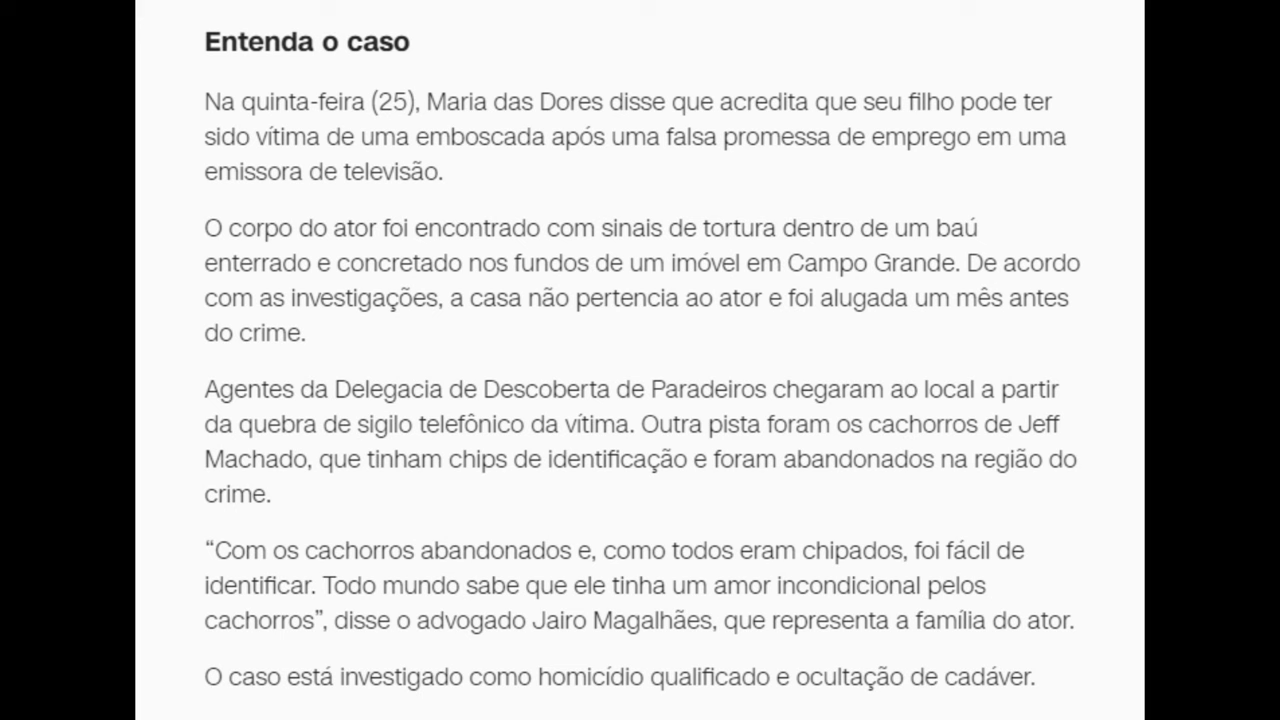 Entenda o caso
Na quinta-feira (25), Maria das Dores disse que acredita que seu filho pode ter
sido vítima de uma emboscada após uma falsa promessa de emprego em uma
emissora de televisão.
O corpo do ator foi encontrado com sinais de tortura dentro de um baú
enterrado e concretado nos fundos de um imóvel em Campo Grande. De acordo
com as investigações, a casa não pertencia ao ator e foi alugada um mês antes
do crime.
Agentes da Delegacia de Descoberta de Paradeiros chegaram ao local a partir
da quebra de sigilo telefônico da vítima. Outra pista foram os cachorros de Jeff
Machado, que tinham chips de identificação e foram abandonados na região do
crime.
“Com os cachorros abandonados e, como todos eram chipados, foi fácil de
identificar. Todo mundo sabe que ele tinha um amor incondicional pelos
cachorros”, disse o advogado Jairo Magalhães, que representa a família do ator.
O caso está investigado como homicídio qualificado e ocultação de cadáver.